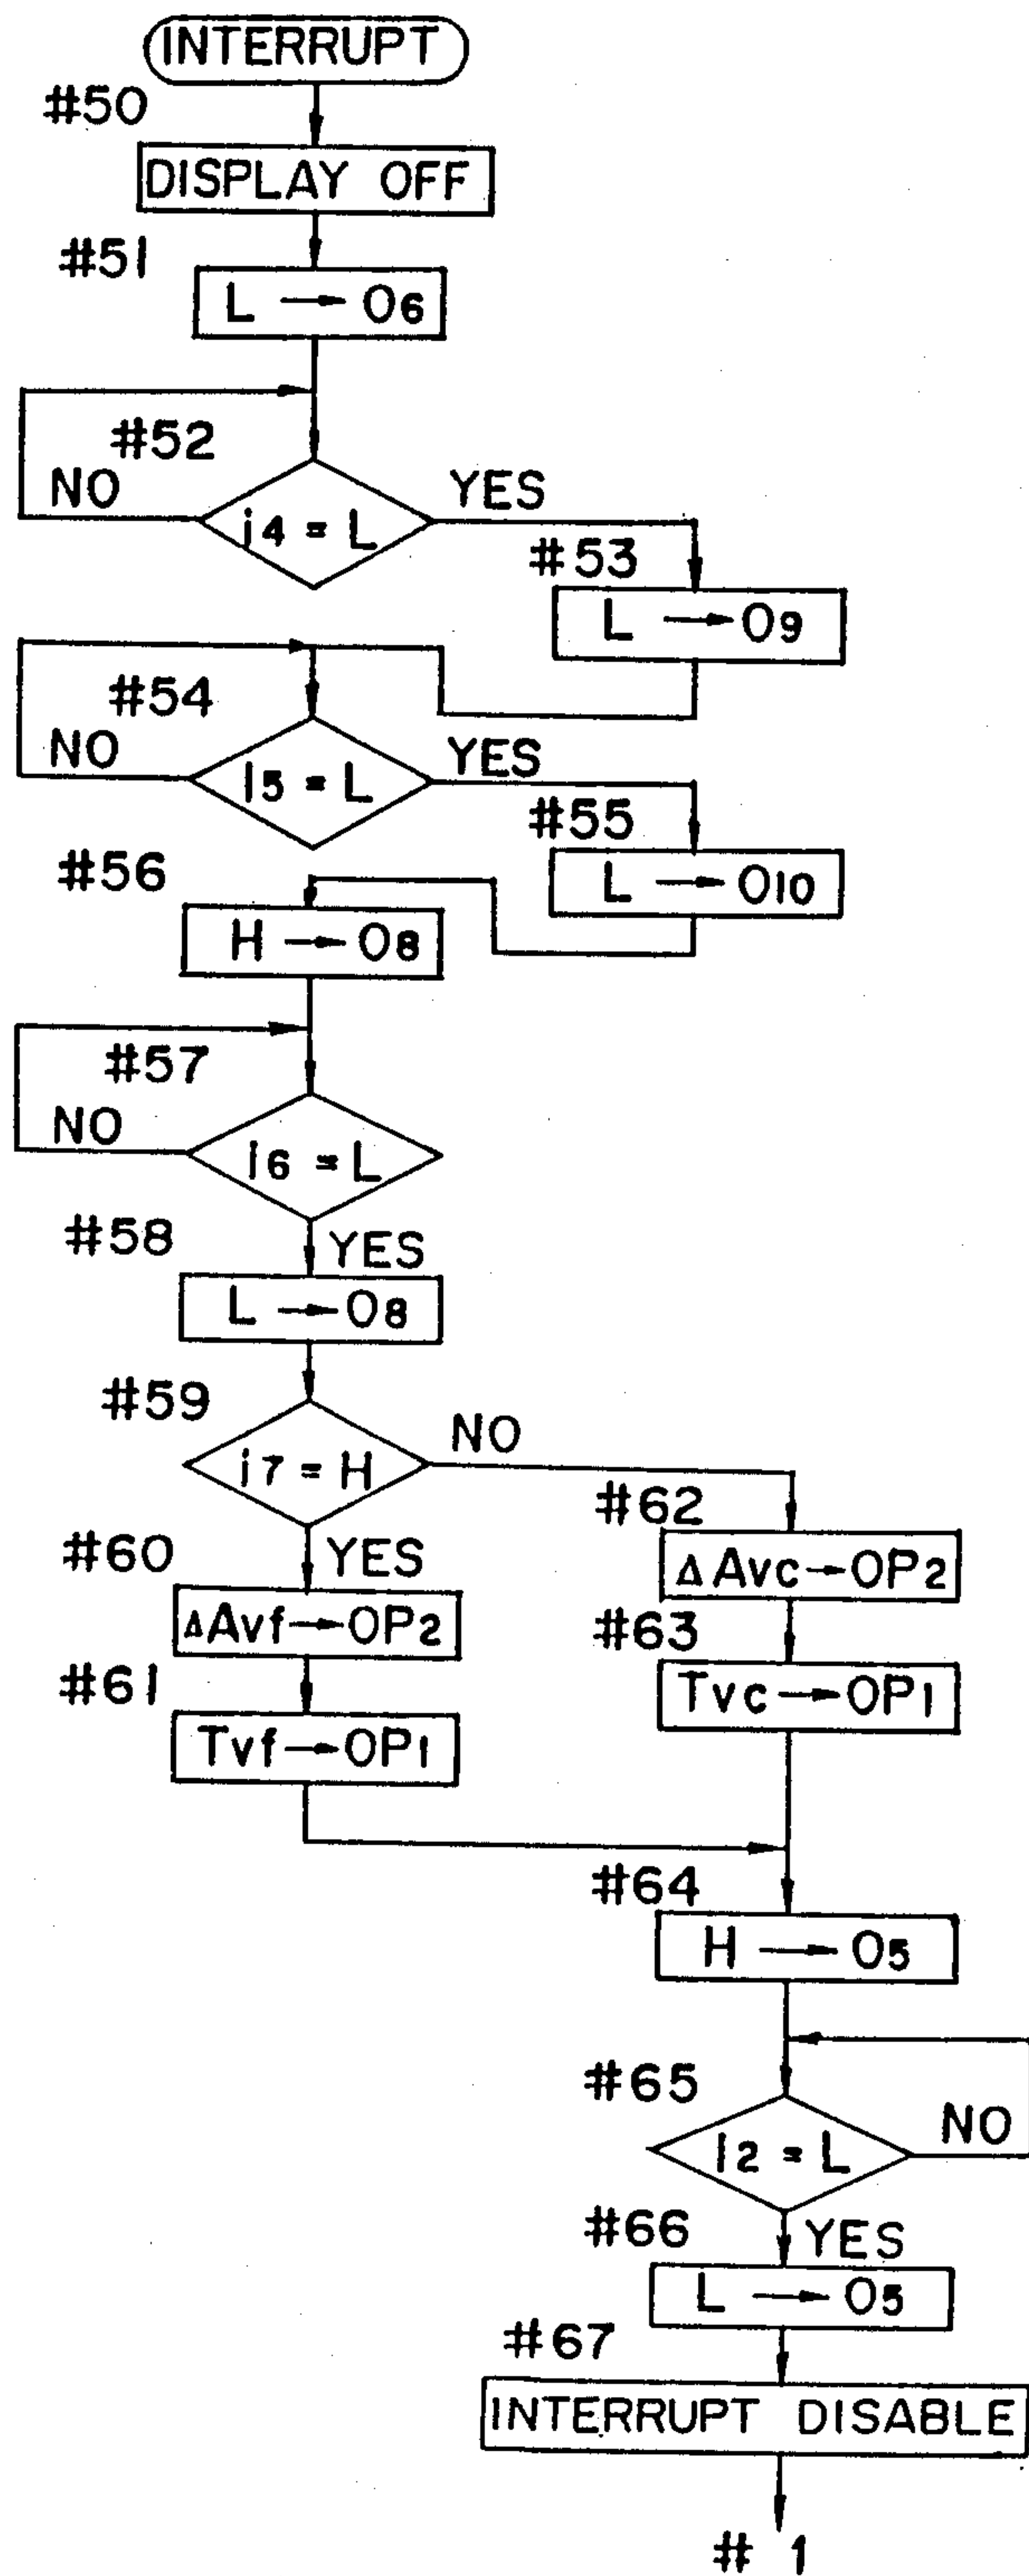 INTERRUPT
#50
DISPLAY OFF
#51
L → O6
#52
NO
i4 = L
YES
#53
L → O9
#54
NO
i5 = L
YES
#55
L → O10
#56
H → O8
#57
NO
i6 = L
#58
YES
L → O8
#59
i7 = H
NO
#60
YES
ΔAvf → OP2
#61
Tvf → OP1
#62
ΔAvc → OP2
#63
Tvc → OP1
#64
H → O5
#65
i2 = L
NO
#66
YES
L → O5
#67
INTERRUPT DISABLE
# 1